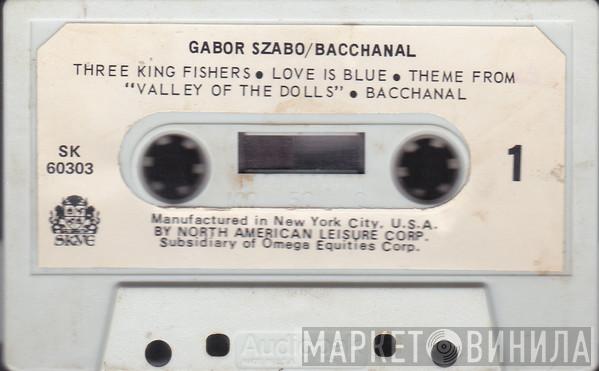 GABOR SZABO/BACCHANAL
THREE KING FISHERS • LOVE IS BLUE • THEME FROM
"VALLEY OF THE DOLLS" • BACCHANAL
SK
60303
1
SKYE
Manufactured in New York City, U.S.A.
BY NORTH AMERICAN LEISURE CORP.
Subsidiary of Omega Equities Corp.
Audiopak
МАРКЕТ ВИНИЛА